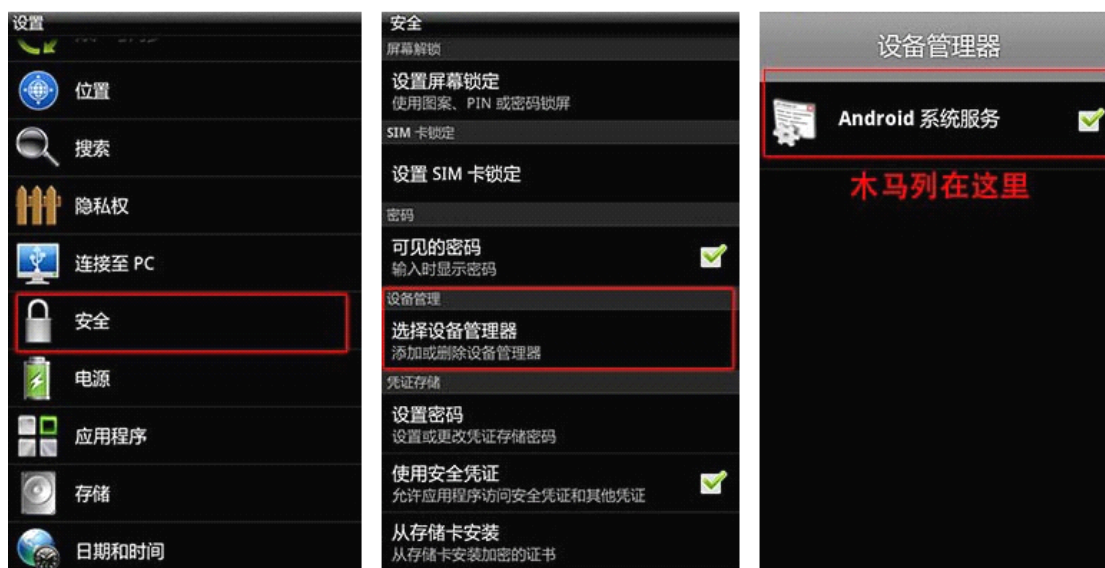 设置
位置
搜索
隐私权
连接至 PC
安全
电源
应用程序
存储
日期和时间
安全
屏幕解锁
设置屏幕锁定
使用图案、PIN 或密码锁屏
SIM 卡锁定
设置 SIM 卡锁定
密码
可见的密码
输入时显示密码
设备管理
选择设备管理器
添加或删除设备管理器
凭证存储
设置密码
设置或更改凭证存储密码
使用安全凭证
允许应用程序访问安全凭证和其他凭证
从存储卡安装
从存储卡安装加密的证书
设备管理器
Android 系统服务
木马列在这里